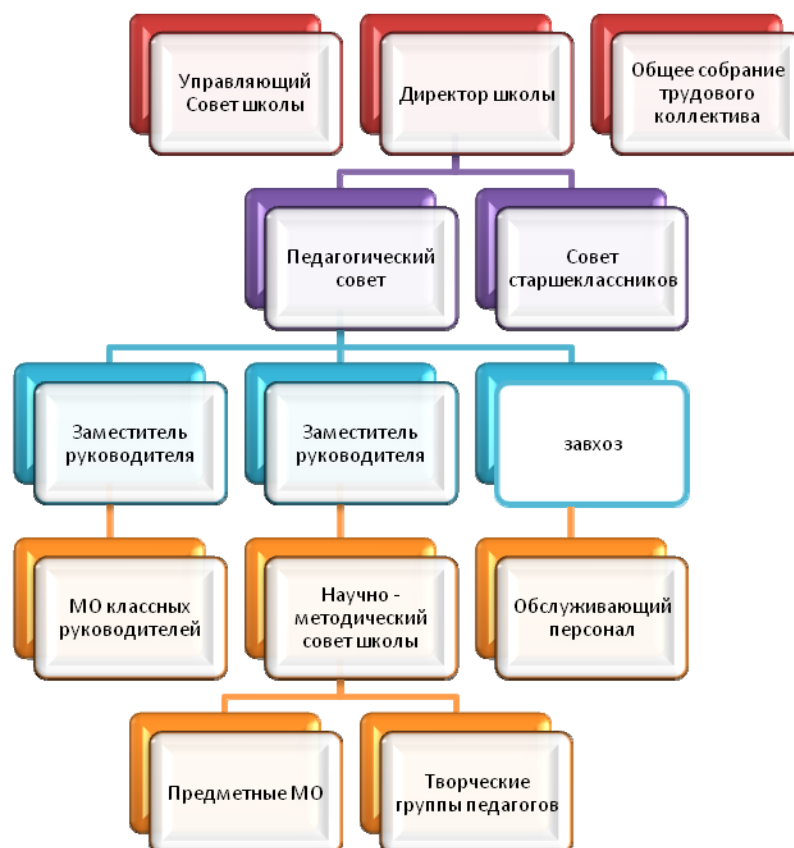 Управляющий
Совет школы
Директор школы
Общее собрание
трудового
коллектива
Педагогический
совет
Совет
старшеклассников
Заместитель
руководителя
Заместитель
руководителя
завхоз
МО классных
руководителей
Научно -
методический
совет школы
Обслуживающий
персонал
Предметные МО
Творческие
группы педагогов